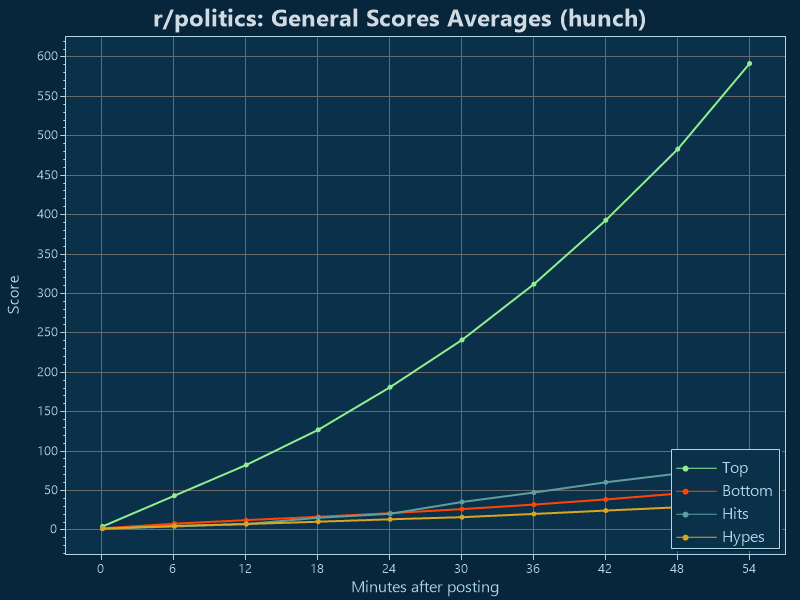 r/politics: General Scores Averages (hunch)
600
550
500
450
400
350
300
250
200
150
100
50
0
Score
0 6 12 18 24 30 36 42 48 54
Minutes after posting
Top
Bottom
Hits
Hypes